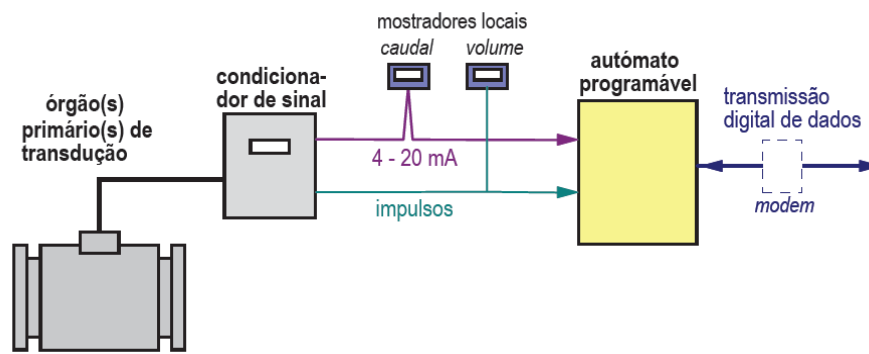 mostradores locais
caudal
volume
condiciona-
dor de sinal
autómato
programável
órgão(s)
primário(s) de
transdução
transmissão
digital de dados
4 - 20 mA
impulsos
modem